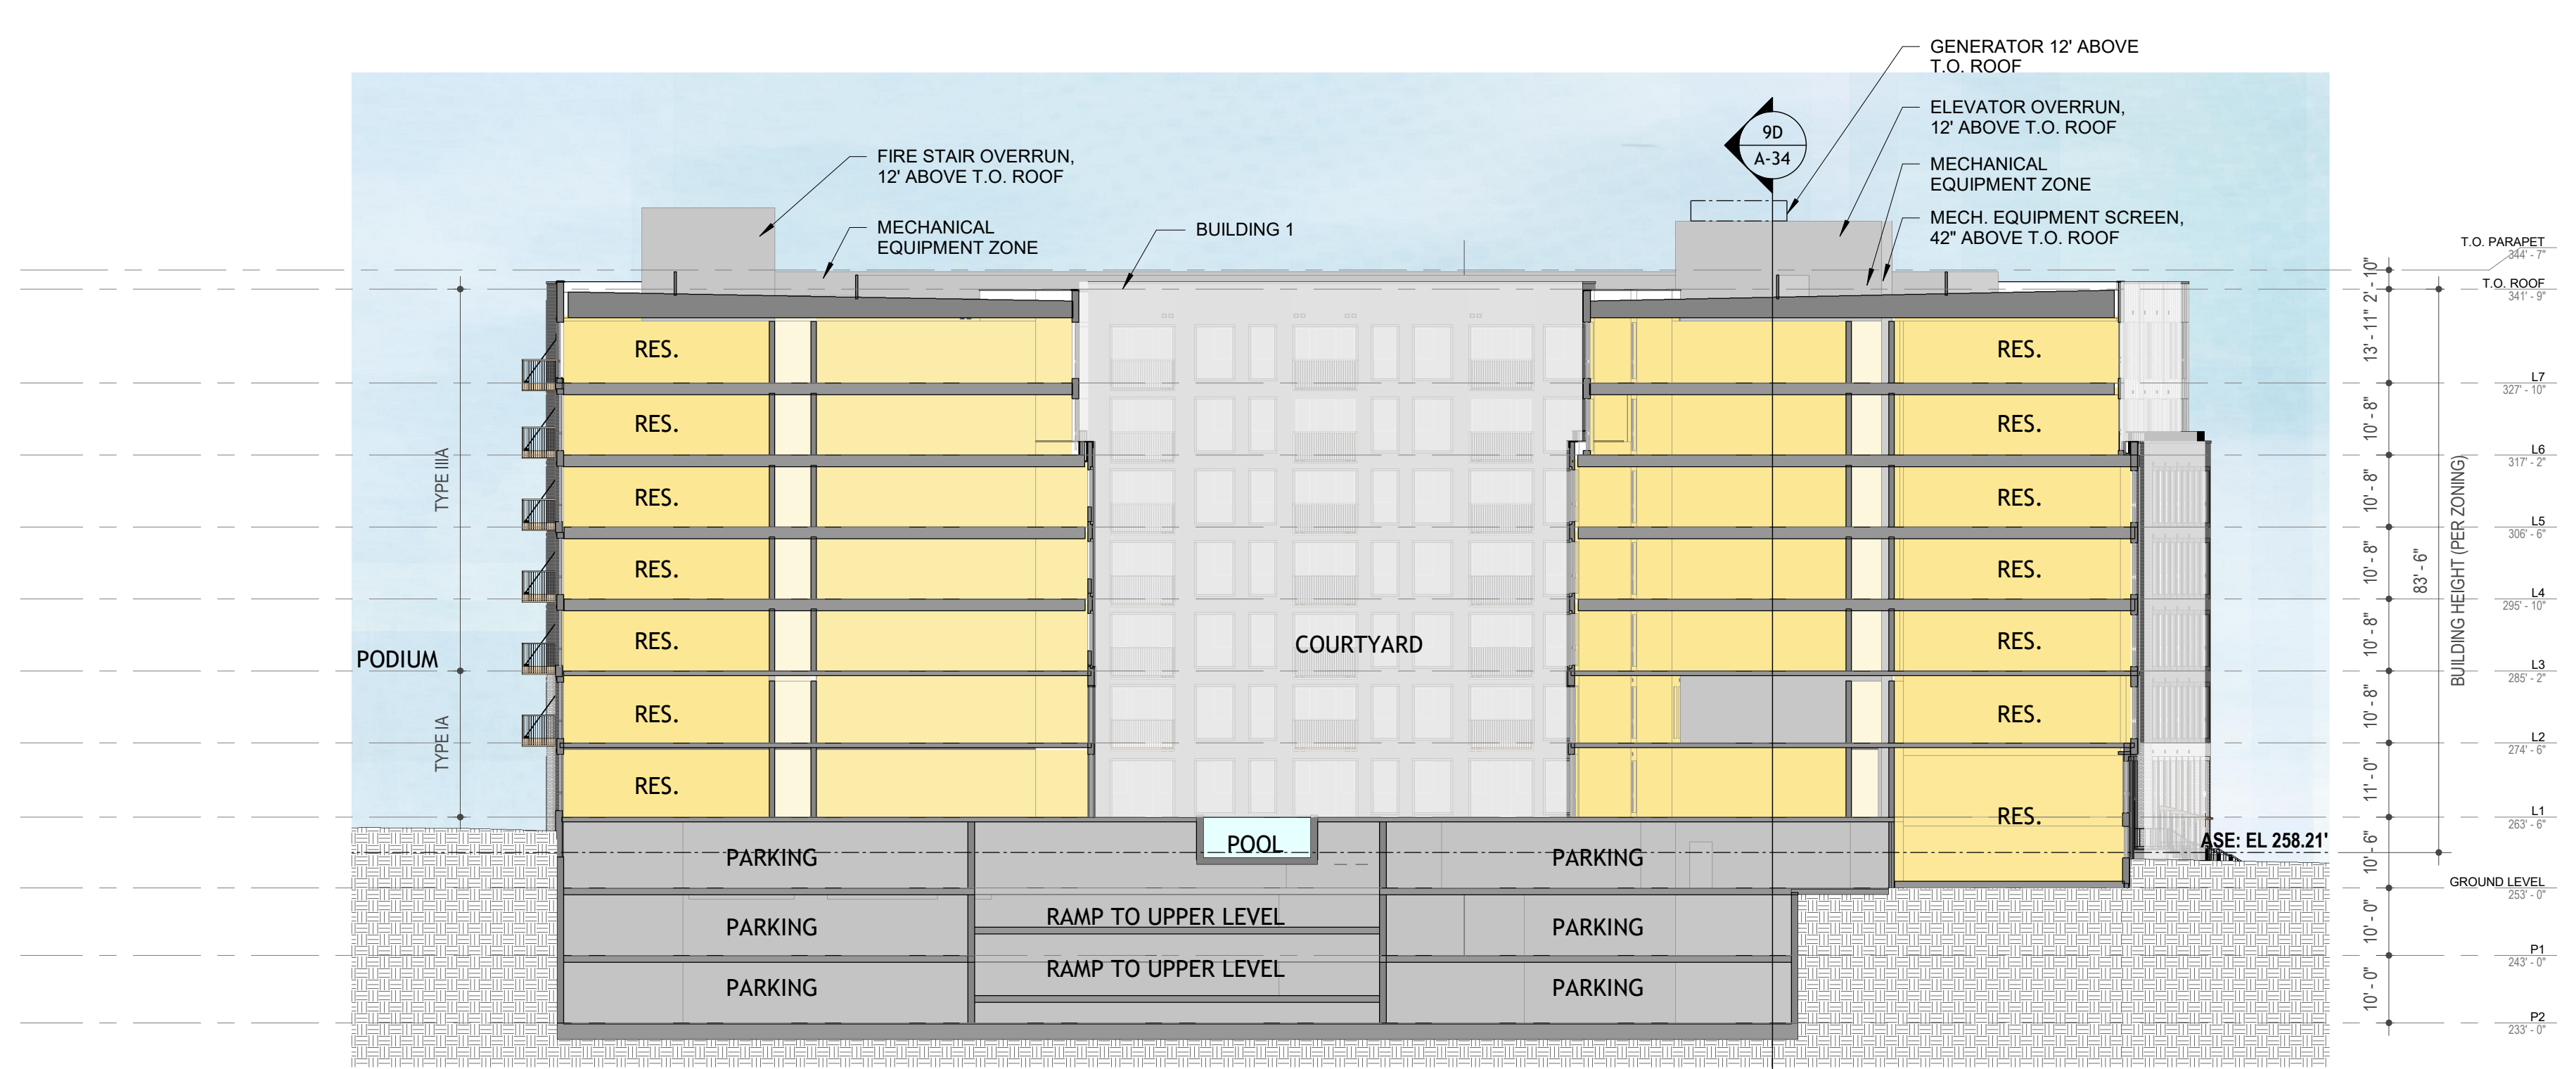 GENERATOR 12' ABOVE
T.O. ROOF
ELEVATOR OVERRUN,
12' ABOVE T.O. ROOF
9D
A-34
FIRE STAIR OVERRUN,
12' ABOVE T.O. ROOF
MECHANICAL
EQUIPMENT ZONE
MECHANICAL
EQUIPMENT ZONE
BUILDING 1
MECH. EQUIPMENT SCREEN,
42" ABOVE T.O. ROOF
T.O. PARAPET
344' - 7"
2' - 10"
T.O. ROOF
341' - 9"
13' - 11"
RES.
RES.
L7
327' - 10"
10' - 8"
RES.
RES.
L6
317' - 2"
TYPE IIIA
10' - 8"
RES.
RES.
L5
306' - 6"
10' - 8"
RES.
RES.
83' - 6"
BUILDING HEIGHT (PER ZONING)
L4
295' - 10"
10' - 8"
RES.
COURTYARD
RES.
PODIUM
L3
285' - 2"
10' - 8"
RES.
RES.
TYPE IA
L2
274' - 6"
11' - 0"
RES.
RES.
L1
263' - 6"
ASE: EL 258.21'
POOL
PARKING
PARKING
10' - 6"
GROUND LEVEL
253' - 0"
RAMP TO UPPER LEVEL
PARKING
PARKING
10' - 0"
P1
243' - 0"
RAMP TO UPPER LEVEL
PARKING
PARKING
10' - 0"
P2
233' - 0"